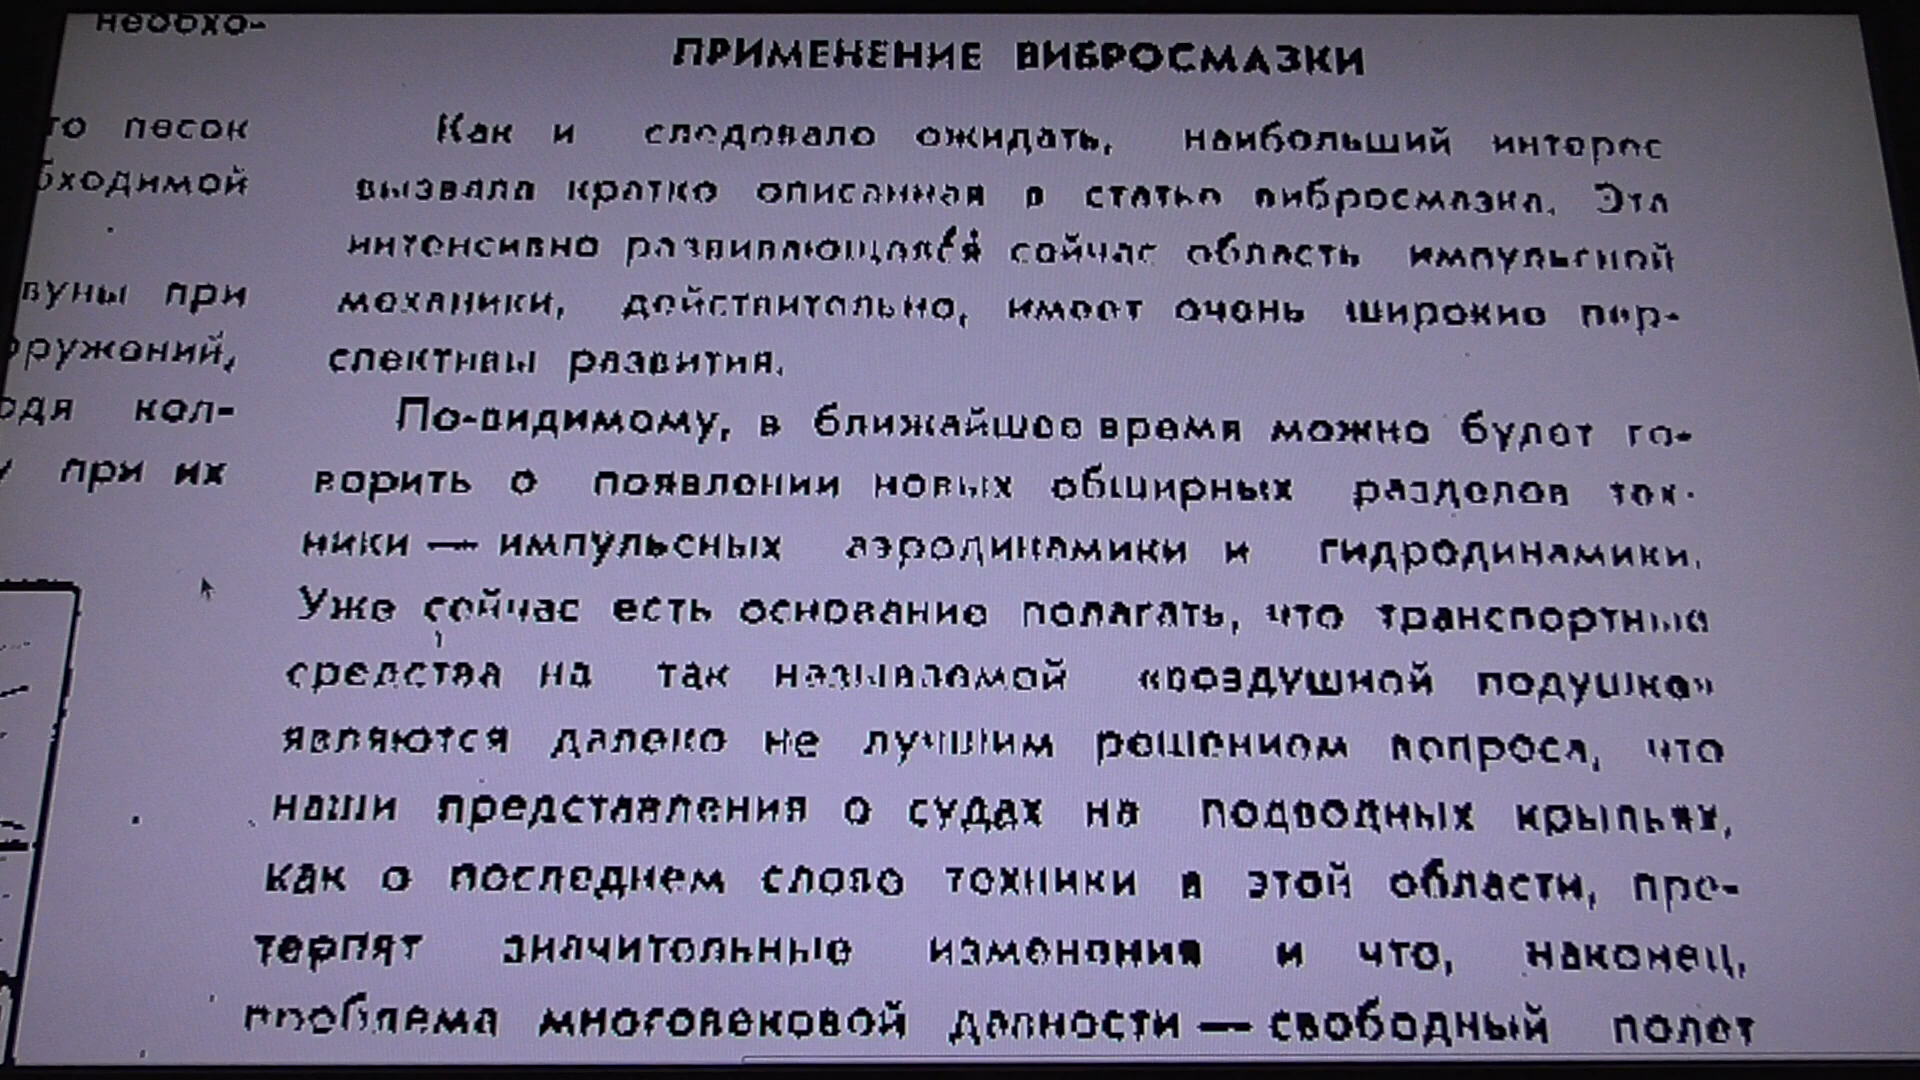 необхо-
то песок
бходимой
вуны при
оружений,
одя кол-
у при их
ПРИМЕНЕНИЕ ВИБРОСМАЗКИ
Как и следовало ожидать, наибольший интерес
вызвала кратко описанная в статье вибросмазка. Эта
интенсивно развивающаяся сейчас область импульсной
механики, действительно, имеет очень широкие пер-
спективы развития.
По-видимому, в ближайшее время можно будет го-
ворить о появлении новых обширных разделов тех-
ники — импульсных аэродинамики и гидродинамики.
Уже сейчас есть основание полагать, что транспортные
средства на так называемой «воздушной подушке»
являются далеко не лучшим решением вопроса, что
наши представления о судах на подводных крыльях,
как о последнем слове техники в этой области, пре-
терпят значительные изменения и что, наконец,
проблема многовековой давности — свободный полет